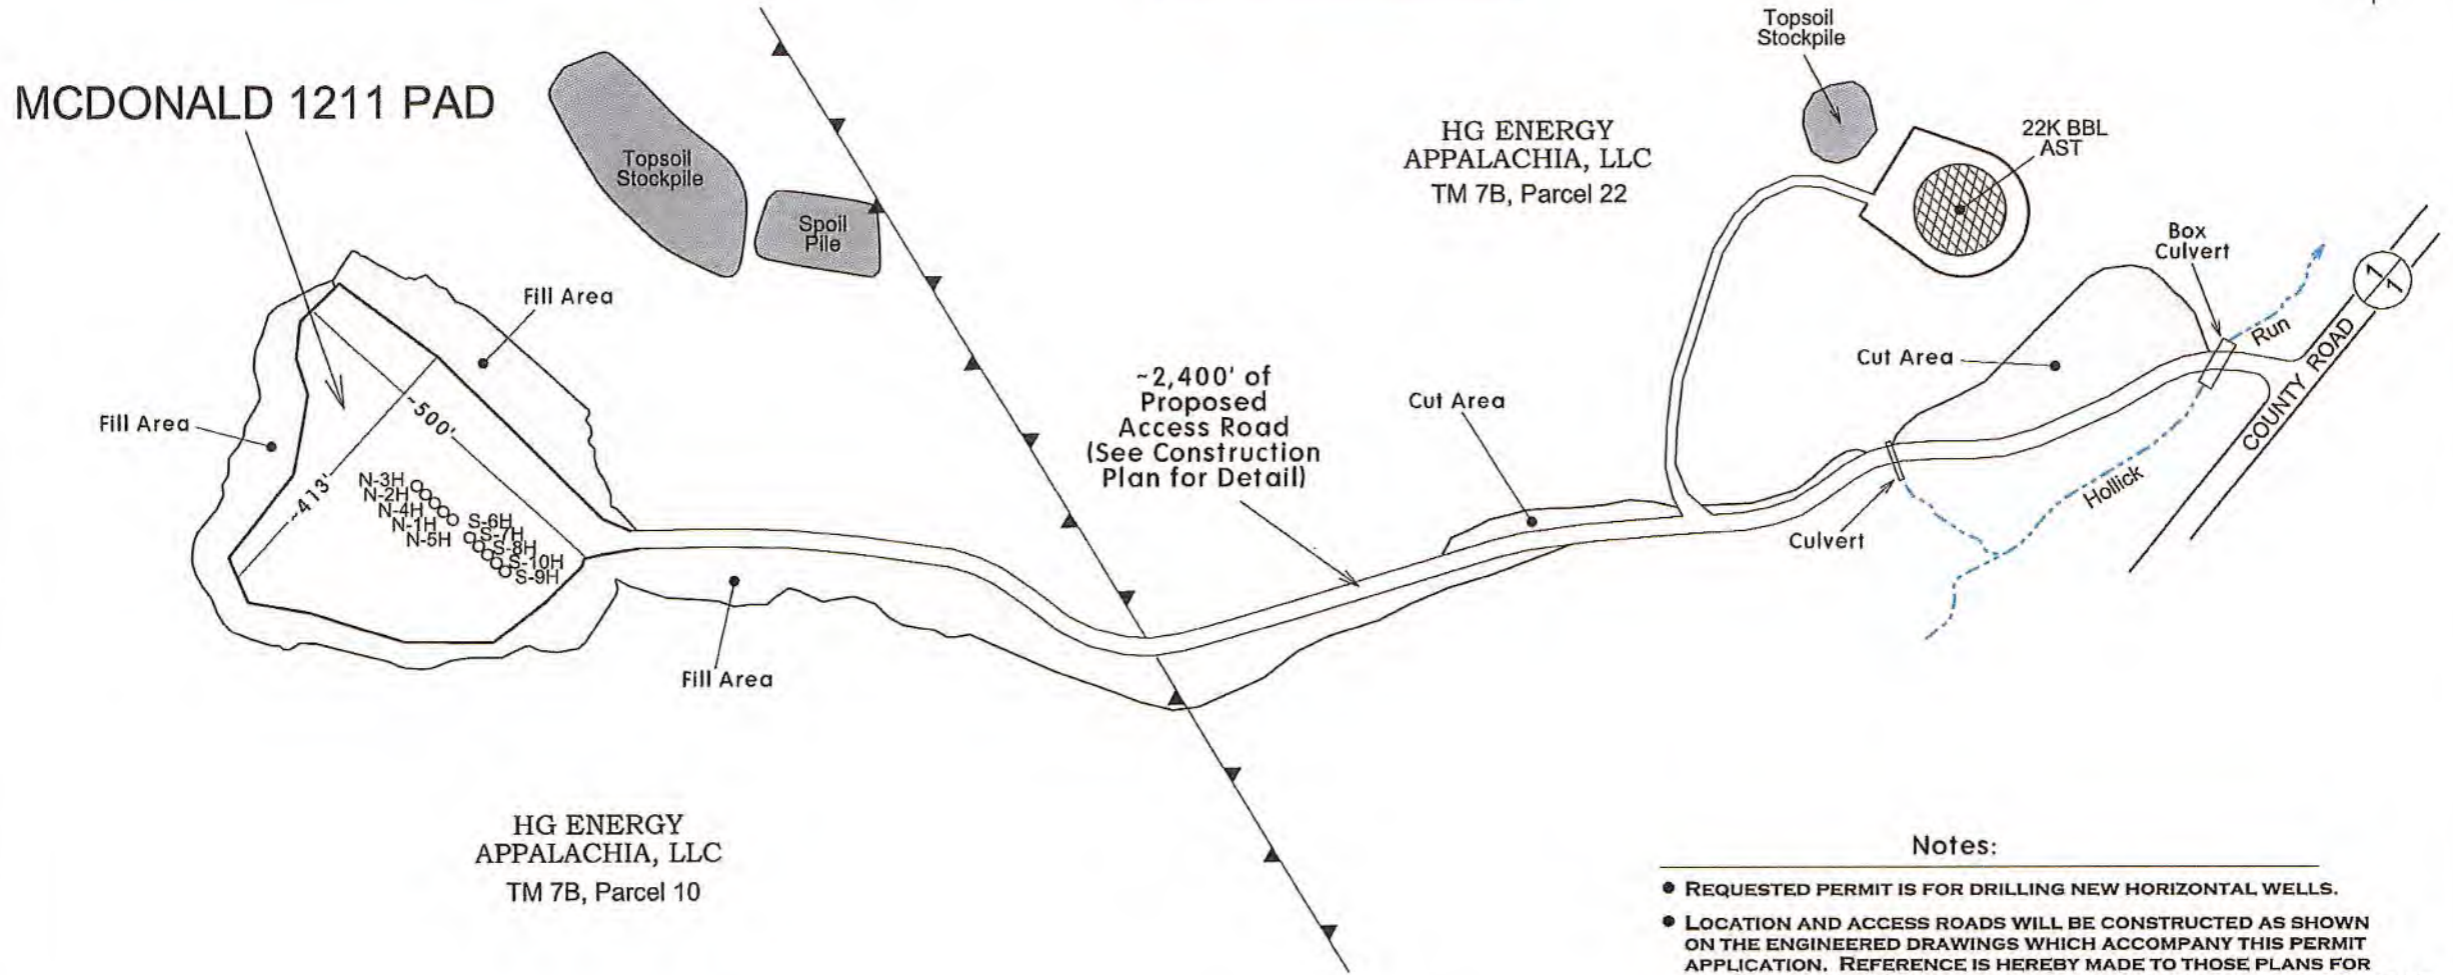 Topsoil
Stockpile
MCDONALD 1211 PAD
HG ENERGY
APPALACHIA, LLC
TM 7B, Parcel 22
22K BBL
AST
Topsoil
Stockpile
Spoil
Pile
Box
Culvert
1
1
Run
COUNTY ROAD
Fill Area
Fill Area
~500'
~413'
Cut Area
Cut Area
~2,400' of
Proposed
Access Road
(See Construction
Plan for Detail)
N-3H
N-2H
N-4H
N-1H
N-5H
S-6H
S-7H
S-8H
S-10H
S-9H
Hollick
Culvert
Fill Area
HG ENERGY
APPALACHIA, LLC
TM 7B, Parcel 10
Notes:
● REQUESTED PERMIT IS FOR DRILLING NEW HORIZONTAL WELLS.
● LOCATION AND ACCESS ROADS WILL BE CONSTRUCTED AS SHOWN
ON THE ENGINEERED DRAWINGS WHICH ACCOMPANY THIS PERMIT
APPLICATION. REFERENCE IS HEREBY MADE TO THOSE PLANS FOR